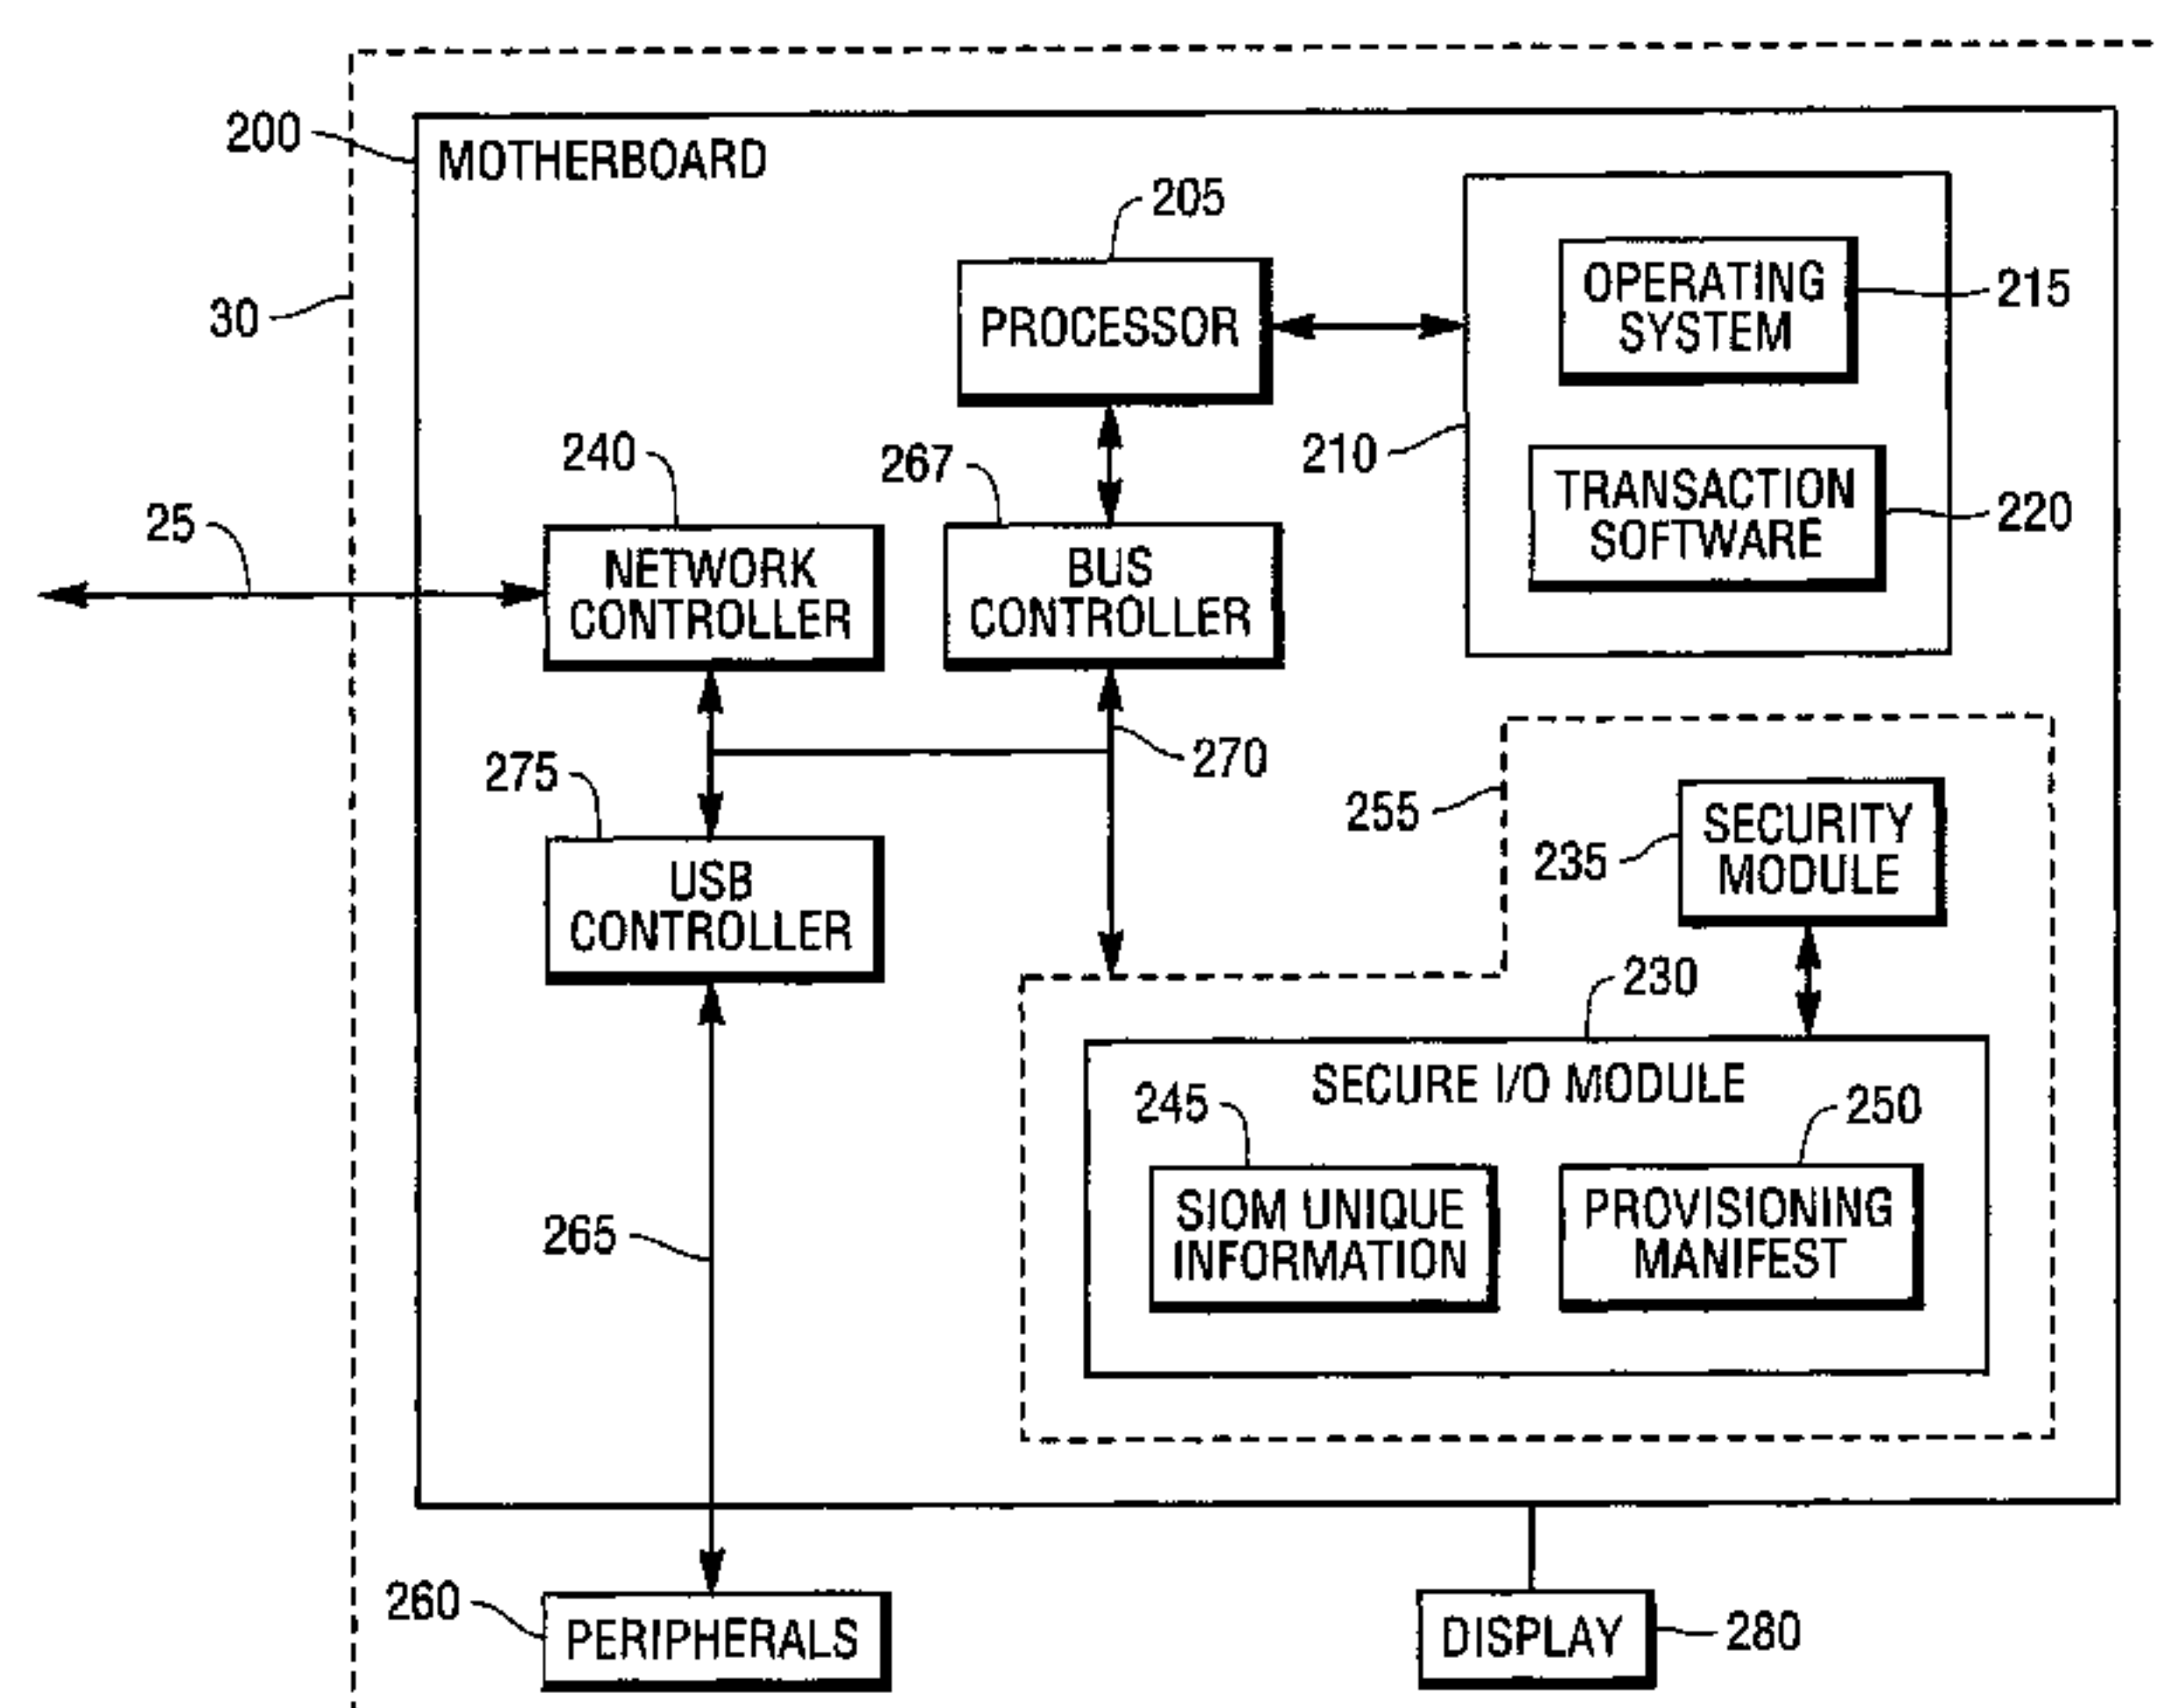 200
MOTHERBOARD
205
PROCESSOR
30
OPERATING
SYSTEM
215
210
TRANSACTION
SOFTWARE
220
240
267
25
NETWORK
CONTROLLER
BUS
CONTROLLER
275
270
USB
CONTROLLER
255
235
SECURITY
MODULE
230
SECURE I/O MODULE
245
250
SIOM UNIQUE
INFORMATION
PROVISIONING
MANIFEST
265
260
PERIPHERALS
DISPLAY
280